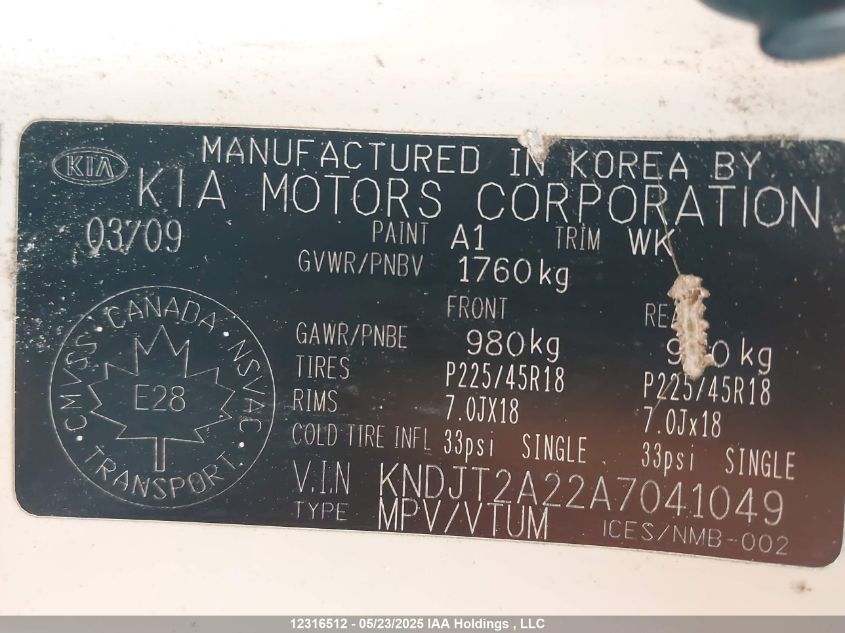 KIA
MANUFACTURED IN KOREA BY
KIA MOTORS CORPORATION
03/09 PAINT A1 TRIM WK
GVWR/PNBV 1760kg
FRONT
GAWR/PNBE 980kg kg
TIRES P225/45R18 P225/45R18
RIMS 7.0JX18 7.0Jx18
COLD TIRE INFL 33psi SINGLE 33psi SINGLE
V.I.N KNDJT2A22A7041049
TYPE MPV/VTUM ICES/NMB-002
CANADA
CMVSS NSVAC
E28
TRANSPORT
12316512 - 05/23/2025 IAA Holdings , LLC